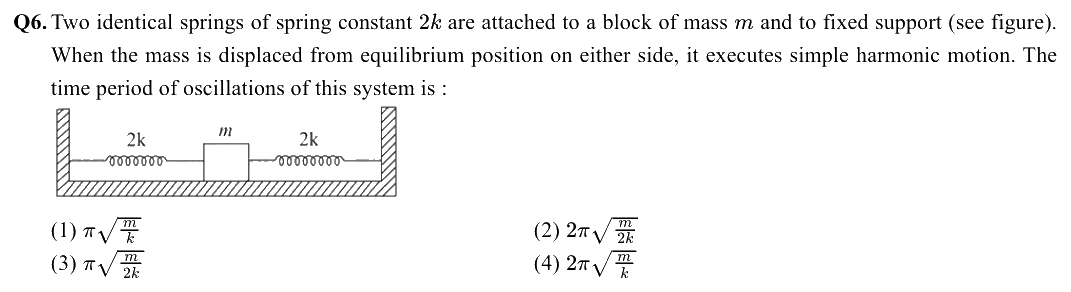 Q6. Two identical springs of spring constant 2k are attached to a block of mass m and to fixed support (see figure).
When the mass is displaced from equilibrium position on either side, it executes simple harmonic motion. The
time period of oscillations of this system is :
2k m 2k
(1) π√(m/k) (2) 2π√(m/2k)
(3) π√(m/2k) (4) 2π√(m/k)